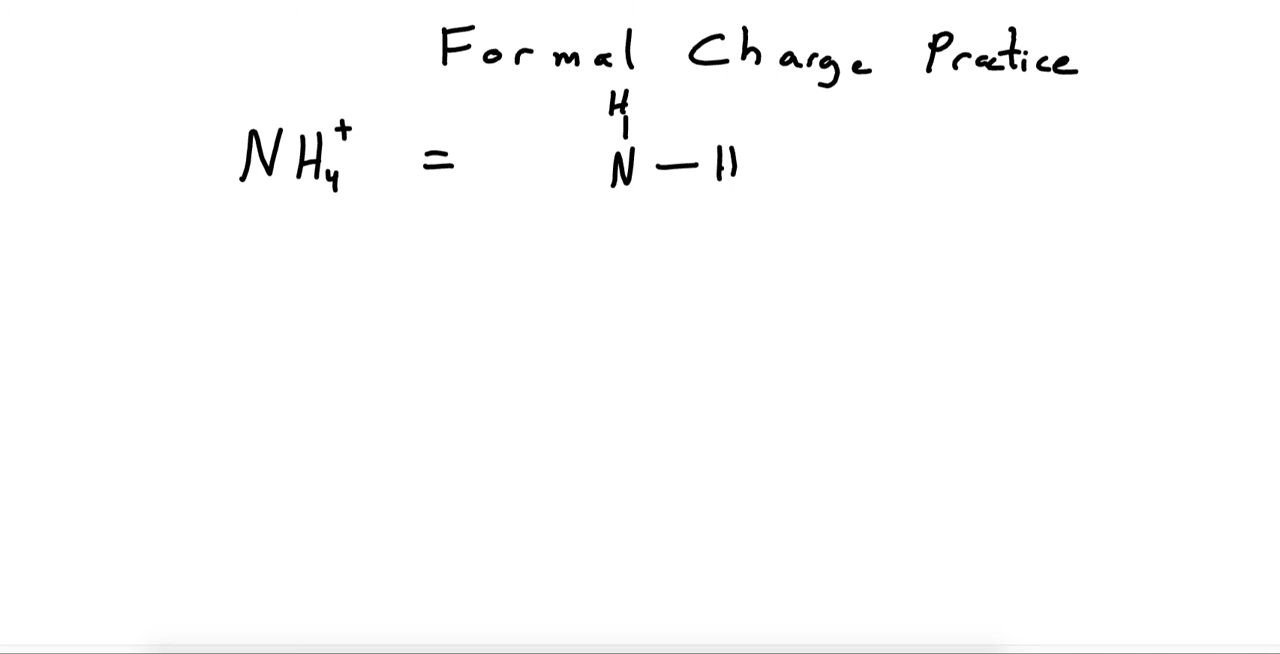 Formal Charge Practice
H
NH₄⁺ = N — H